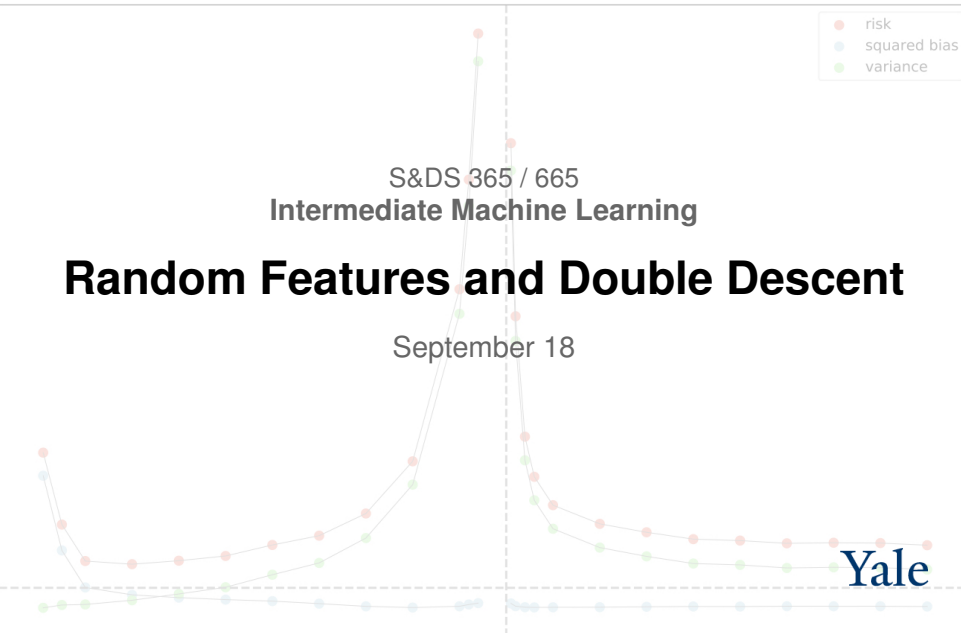 risk
squared bias
variance
S&DS 365 / 665
Intermediate Machine Learning
Random Features and Double Descent
September 18
Yale